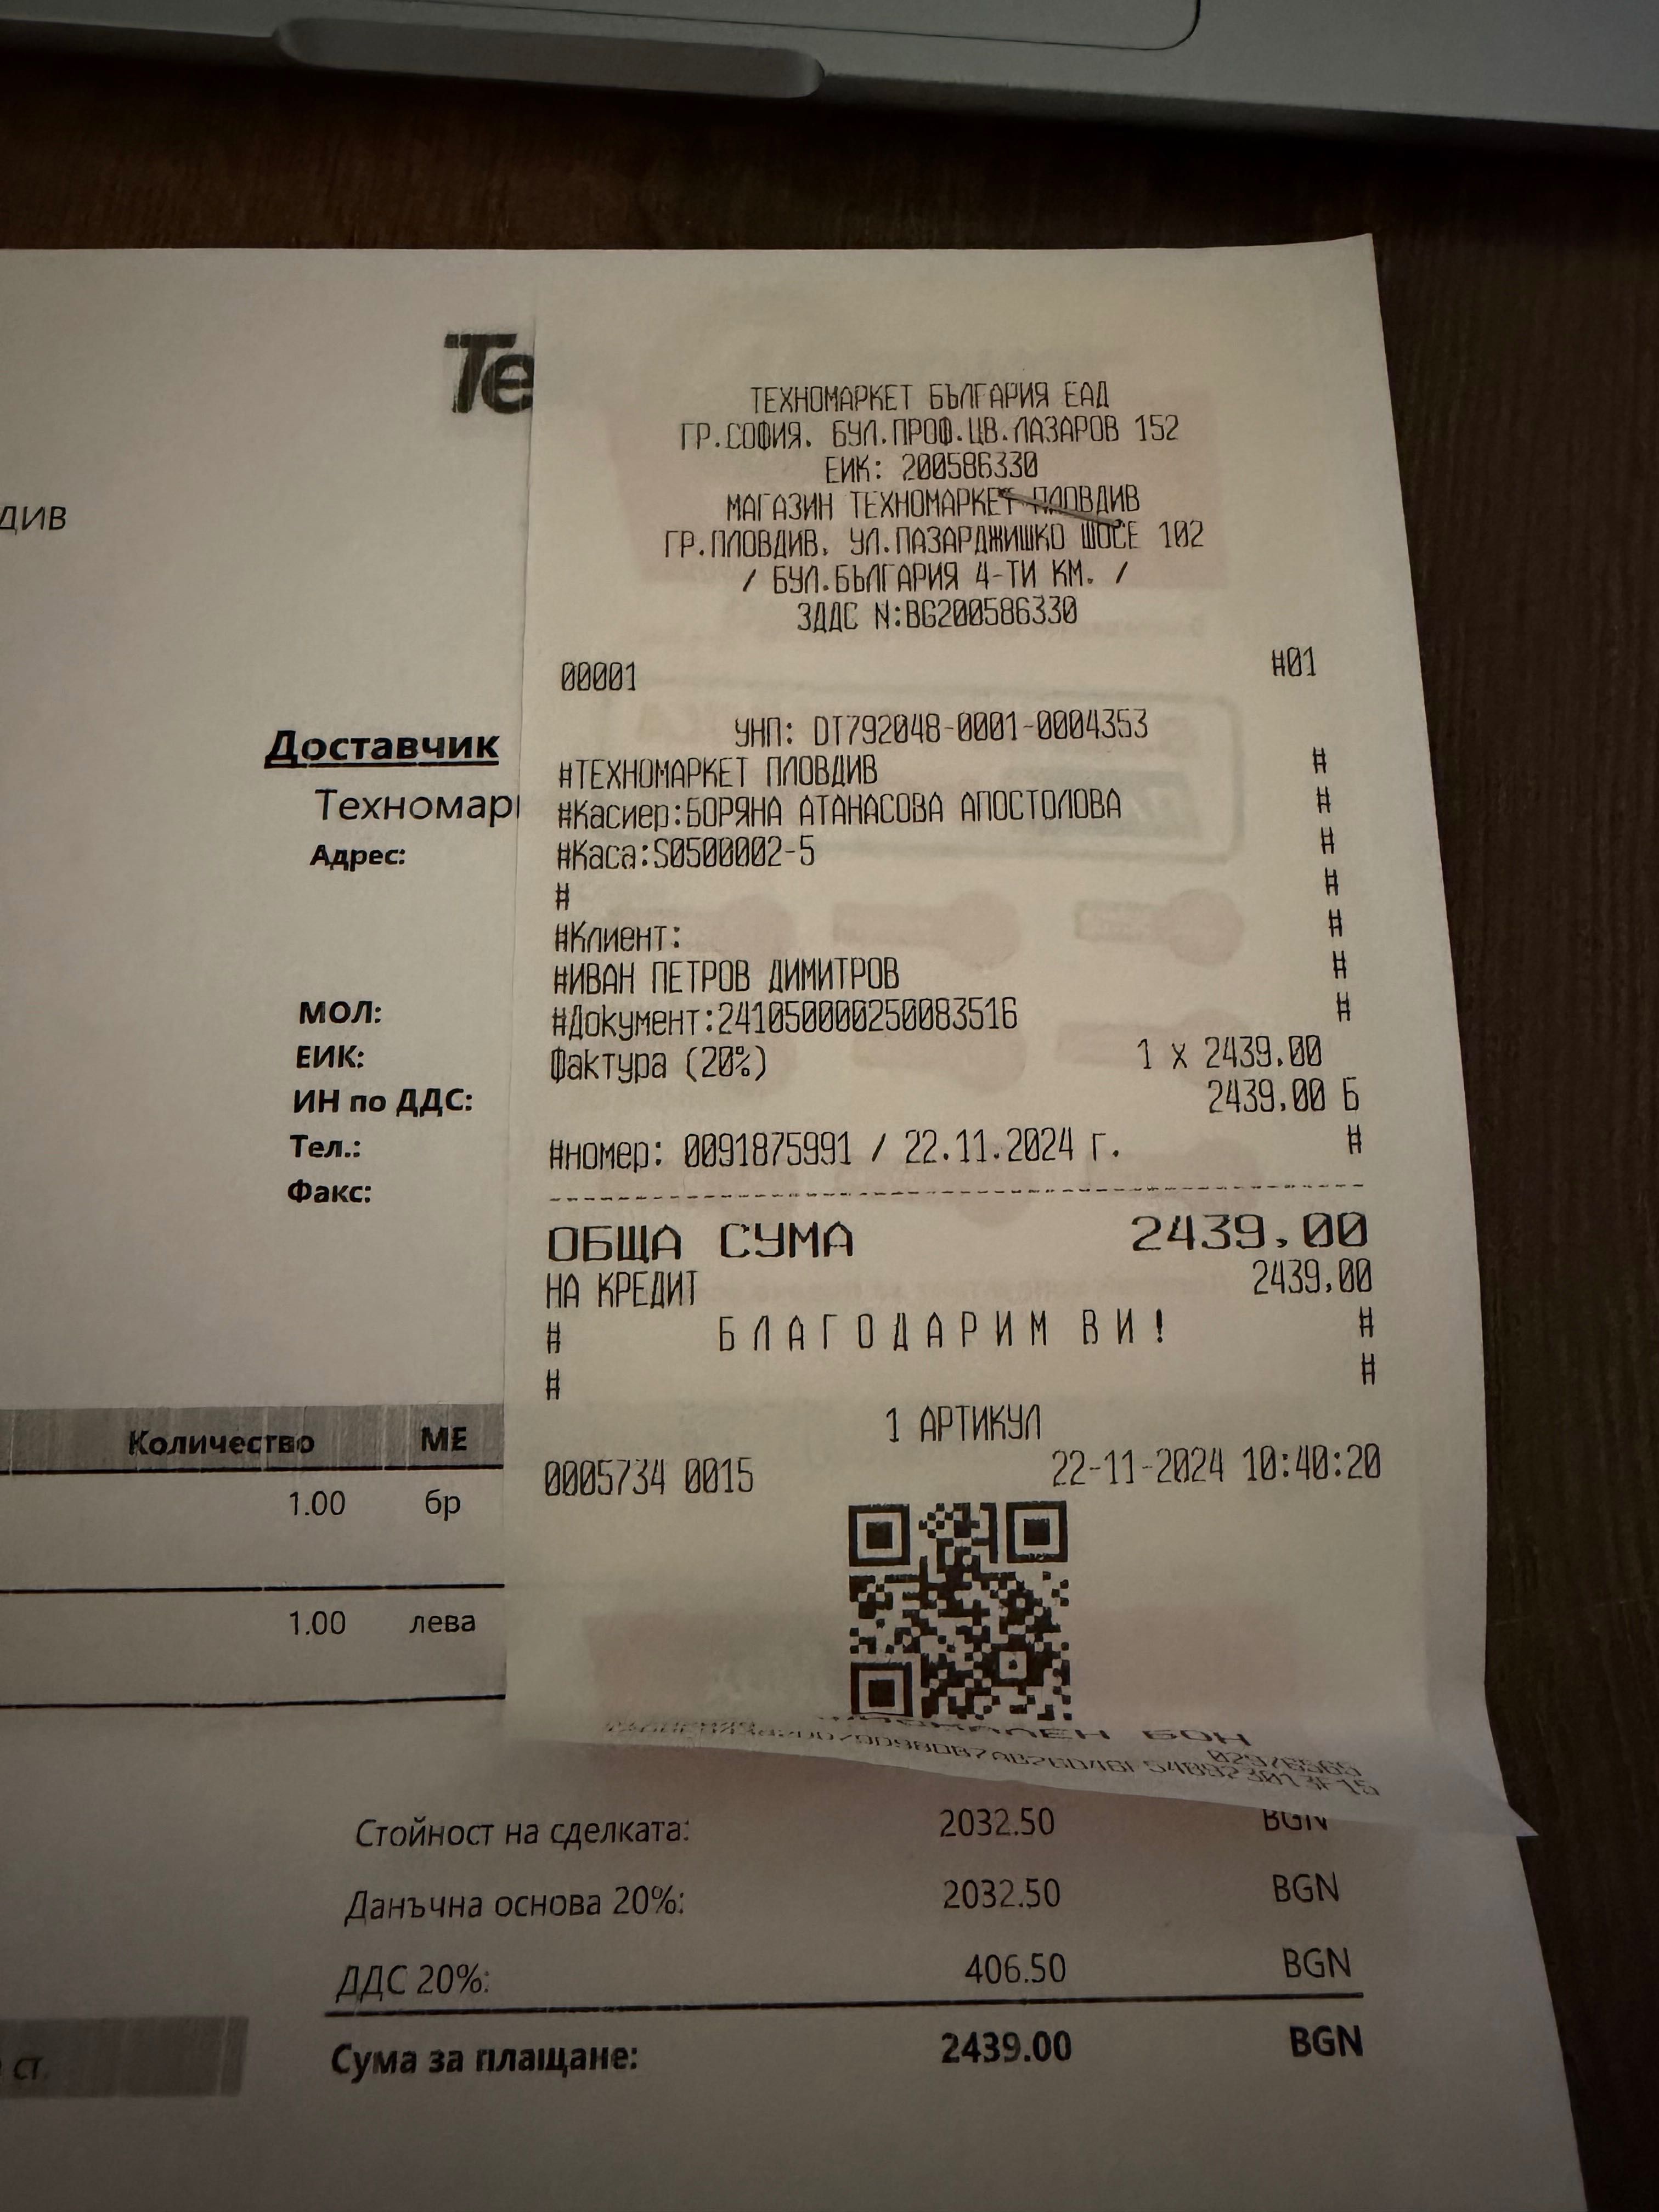 Te
ДИВ
ТЕХНОМАРКЕТ БЪЛГАРИЯ ЕАД
ГР.СОФИЯ, БУЛ.ПРОФ.ЦВ.ЛАЗАРОВ 152
ЕИК: 200586330
МАГАЗИН ТЕХНОМАРКЕТ ПЛОВДИВ
ГР.ПЛОВДИВ, УЛ.ПАЗАРДЖИШКО ШОСЕ 102
/ БУЛ.БЪЛГАРИЯ 4-ТИ КМ. /
ЗДДС N:BG200586330
00001 #01
УНП: DT792048-0001-0004353
#ТЕХНОМАРКЕТ ПЛОВДИВ #
#Касиер:БОРЯНА АТАНАСОВА АПОСТОЛОВА #
#Каса:S0500002-5 #
# #
#Клиент: #
#ИВАН ПЕТРОВ ДИМИТРОВ #
#Документ:241050000250083516 #
Фактура (20%) 1 x 2439.00
2439.00 Б
#номер: 0091875991 / 22.11.2024 г. #
ОБЩА СУМА 2439.00
НА КРЕДИТ 2439.00
# БЛАГОДАРИМ ВИ! #
# #
1 АРТИКУЛ
0005734 0015 22-11-2024 10:40:20
БОН
Доставчик
Техномар
Адрес:
МОЛ:
ЕИК:
ИН по ДДС:
Тел.:
Факс:
Количество МЕ
1.00 бр
1.00 лева
Стойност на сделката: 2032.50 BGN
Данъчна основа 20%: 2032.50 BGN
ДДС 20%: 406.50 BGN
Сума за плащане: 2439.00 BGN
ст.